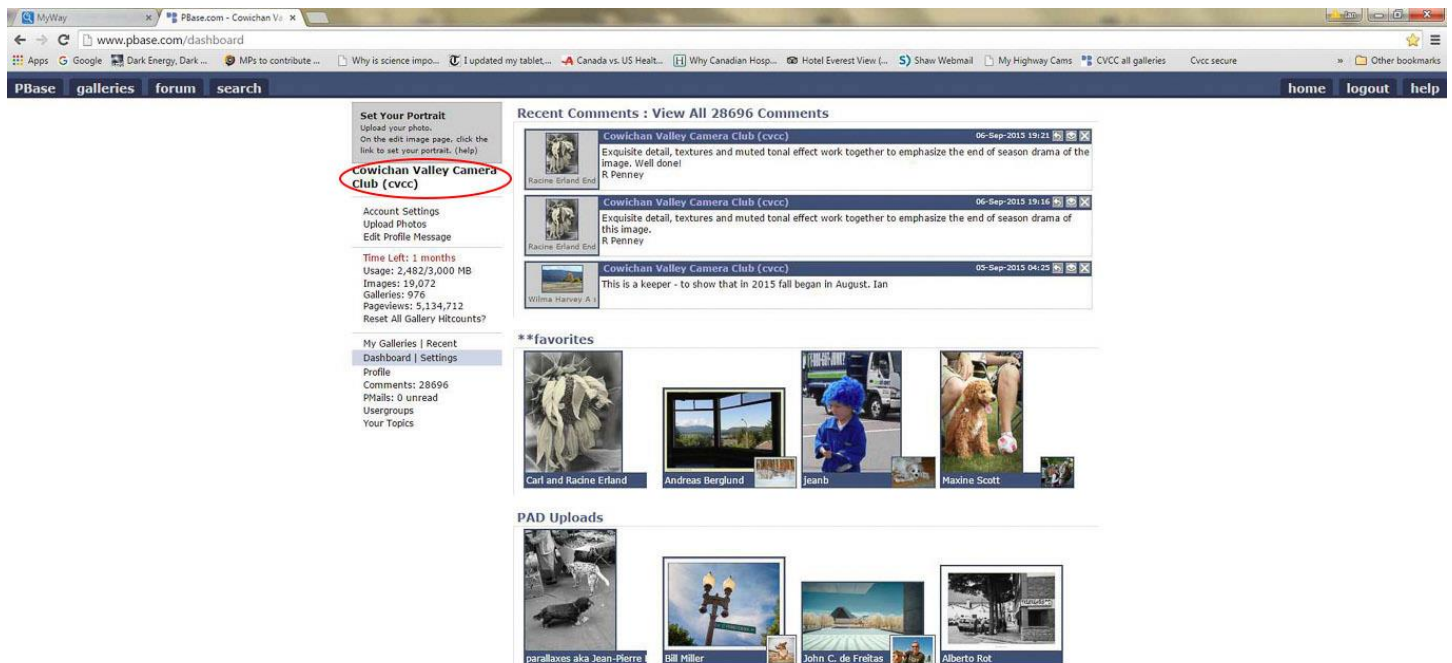 MyWay
PBase.com - Cowichan Va
Ian
www.pbase.com/dashboard
Apps Google Dark Energy, Dark ... MPs to contribute ... Why is science impo... I updated my tablet,... Canada vs. US Healt... Why Canadian Hosp... Hotel Everest View (... Shaw Webmail My Highway Cams CVCC all galleries Cvcc secure » Other bookmarks
PBase galleries forum search home logout help
Set Your Portrait
Upload your photo.
On the edit image page, click the
link to set your portrait. (help)
Cowichan Valley Camera
Club (cvcc)
Account Settings
Upload Photos
Edit Profile Message
Time Left: 1 months
Usage: 2,482/3,000 MB
Images: 19,072
Galleries: 976
Pageviews: 5,134,712
Reset All Gallery Hitcounts?
My Galleries | Recent
Dashboard | Settings
Profile
Comments: 28696
PMails: 0 unread
Usergroups
Your Topics
Recent Comments : View All 28696 Comments
Cowichan Valley Camera Club (cvcc) 06-Sep-2015 19:21
Exquisite detail, textures and muted tonal effect work together to emphasize the end of season drama of the
image. Well done!
R Penney
Racine Erland End
Cowichan Valley Camera Club (cvcc) 06-Sep-2015 19:16
Exquisite detail, textures and muted tonal effect work together to emphasize the end of season drama of
this image.
R Penney
Racine Erland End
Cowichan Valley Camera Club (cvcc) 05-Sep-2015 04:25
This is a keeper - to show that in 2015 fall began in August. Ian
Wilma Harvey A
**favorites
Carl and Racine Erland
Andreas Berglund
jeanb
Maxine Scott
PAD Uploads
parallaxes aka Jean-Pierre
Bill Miller
John C. de Freitas
Alberto Rot